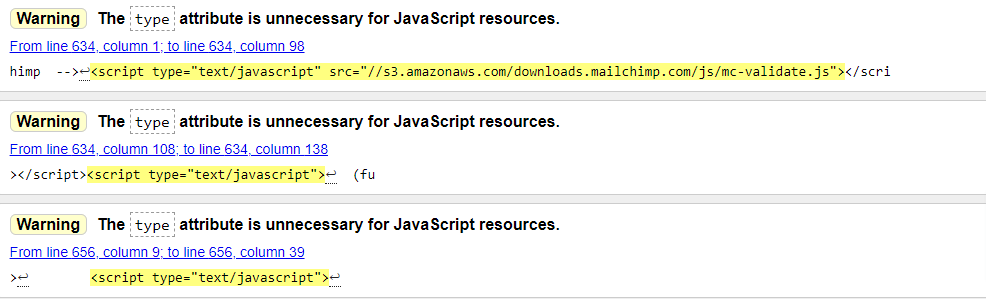 Warning The type attribute is unnecessary for JavaScript resources.
From line 634, column 1; to line 634, column 98
himp  -->↩<script type="text/javascript" src="//s3.amazonaws.com/downloads.mailchimp.com/js/mc-validate.js"></scri
Warning The type attribute is unnecessary for JavaScript resources.
From line 634, column 108; to line 634, column 138
></script><script type="text/javascript">↩  (fu
Warning The type attribute is unnecessary for JavaScript resources.
From line 656, column 9; to line 656, column 39
>↩        <script type="text/javascript">↩